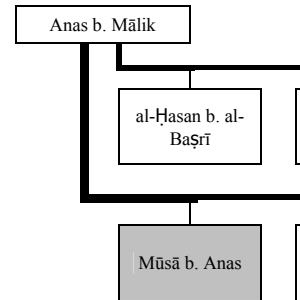 Anas b. Mālik
al-Ḥasan b. al-
Baṣrī
Mūsā b. Anas